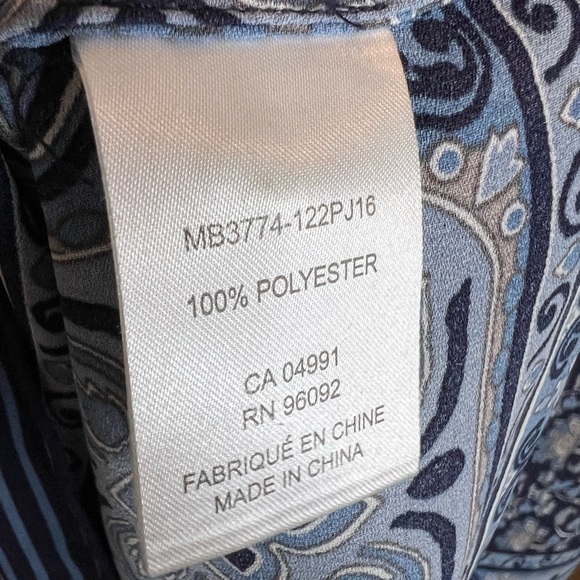 MB3774-122PJ16
100% POLYESTER
CA 04991
RN 96092
FABRIQUÉ EN CHINE
MADE IN CHINA